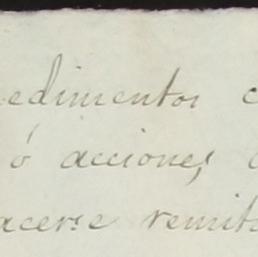 edimentos c
ó acciones c
acerse remit